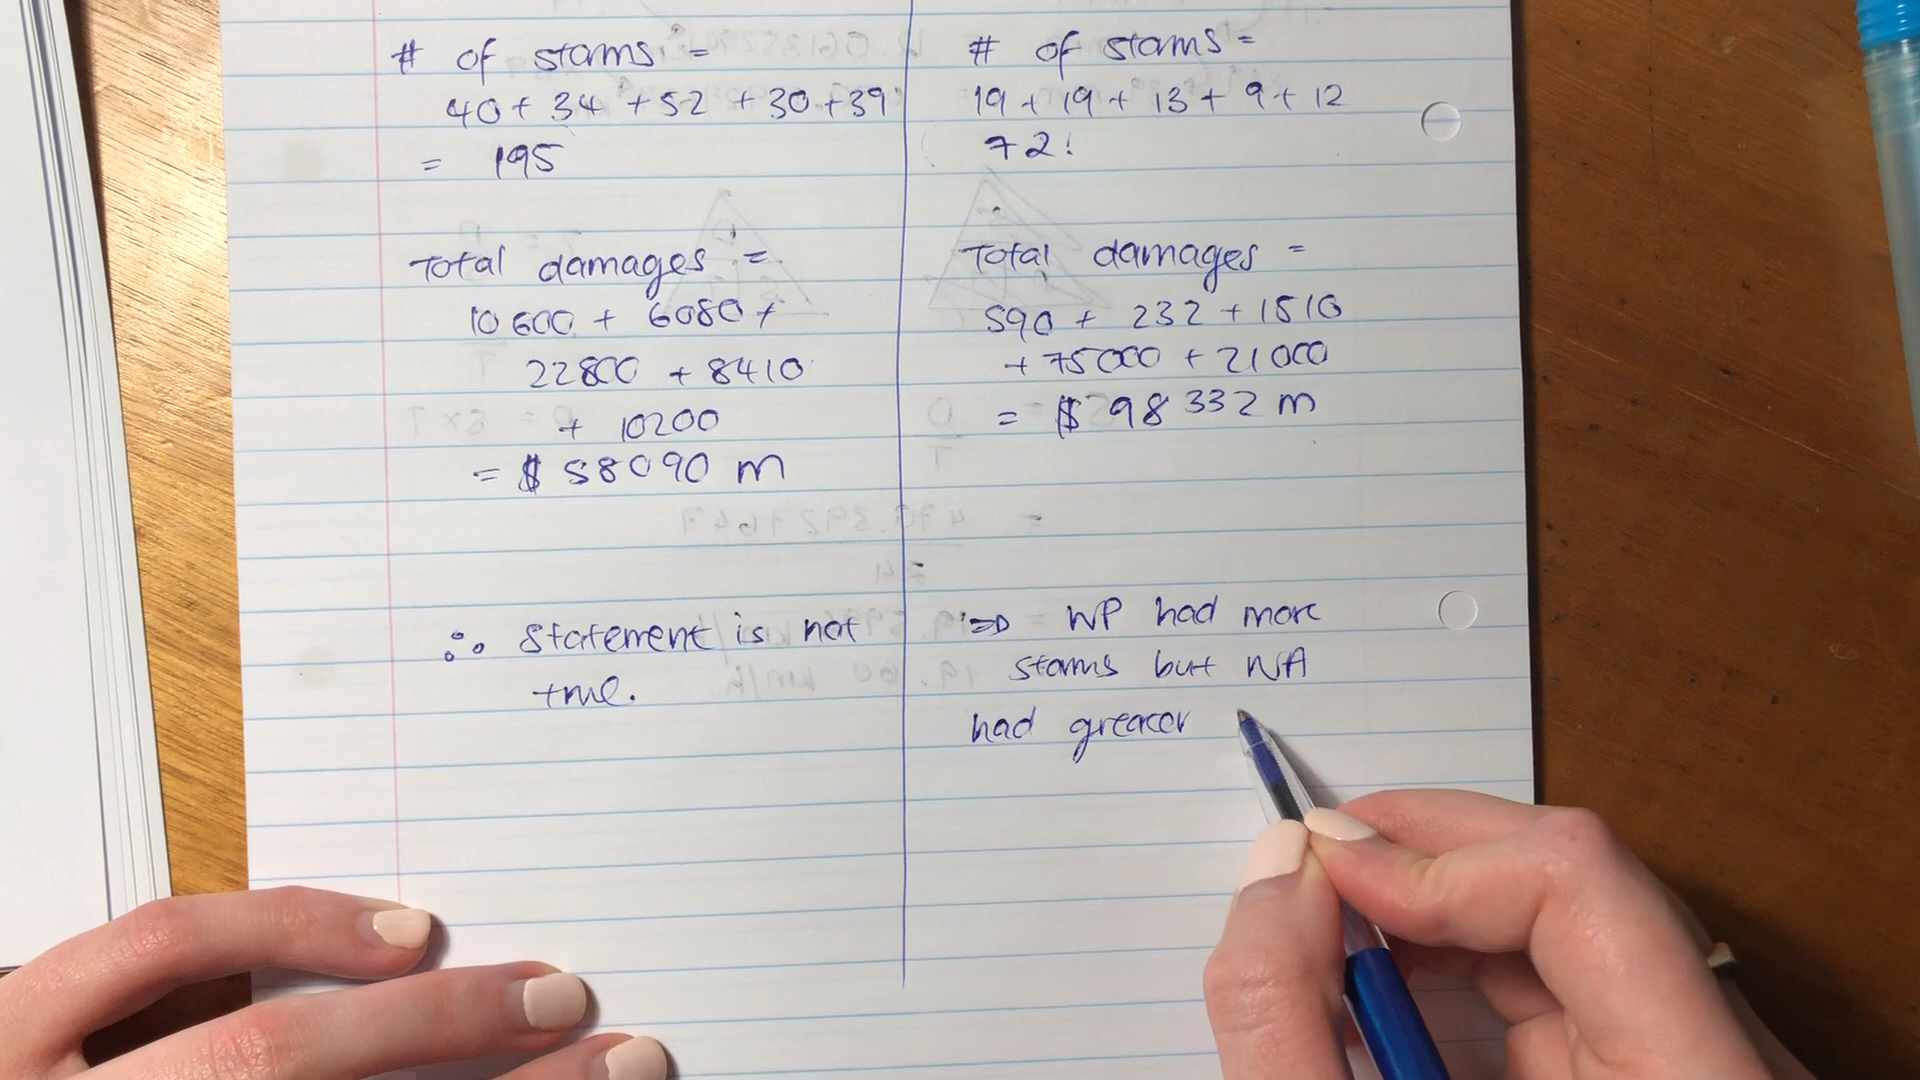 # of storms =
40 + 34 + 52 + 30 + 39
= 195
Total damages =
10600 + 6080 +
22800 + 8410
+ 10200
= $ 58090 m
∴ Statement is not
true.
# of storms =
19 + 19 + 13 + 9 + 12
72.
Total damages =
590 + 232 + 1510
+ 75000 + 21000
= $ 98 332 m
=> WP had more
storms but NA
had greater